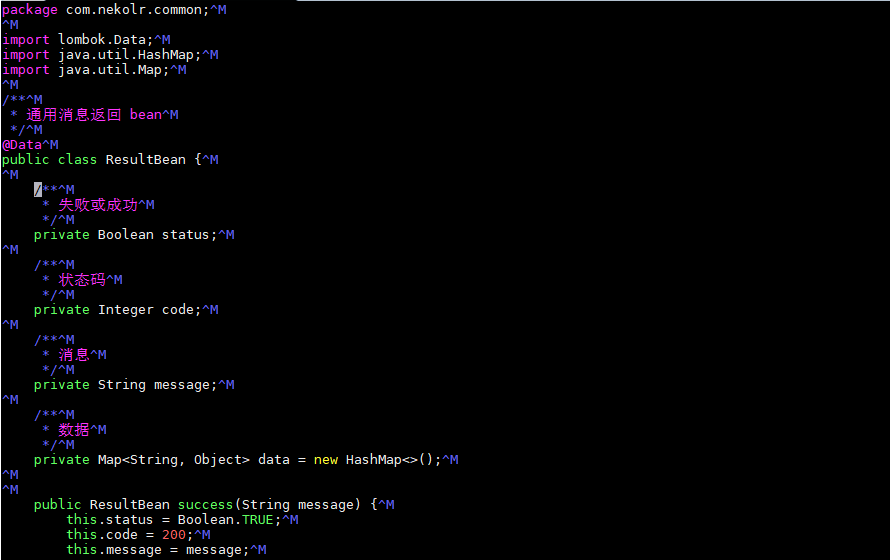 package com.nekolr.common;^M
^M
import lombok.Data;^M
import java.util.HashMap;^M
import java.util.Map;^M
^M
/**^M
 * 通用消息返回 bean^M
 */^M
@Data^M
public class ResultBean {^M
^M
    /**^M
     * 失败或成功^M
     */^M
    private Boolean status;^M
^M
    /**^M
     * 状态码^M
     */^M
    private Integer code;^M
^M
    /**^M
     * 消息^M
     */^M
    private String message;^M
^M
    /**^M
     * 数据^M
     */^M
    private Map<String, Object> data = new HashMap<>();^M
^M
^M
    public ResultBean success(String message) {^M
        this.status = Boolean.TRUE;^M
        this.code = 200;^M
        this.message = message;^M